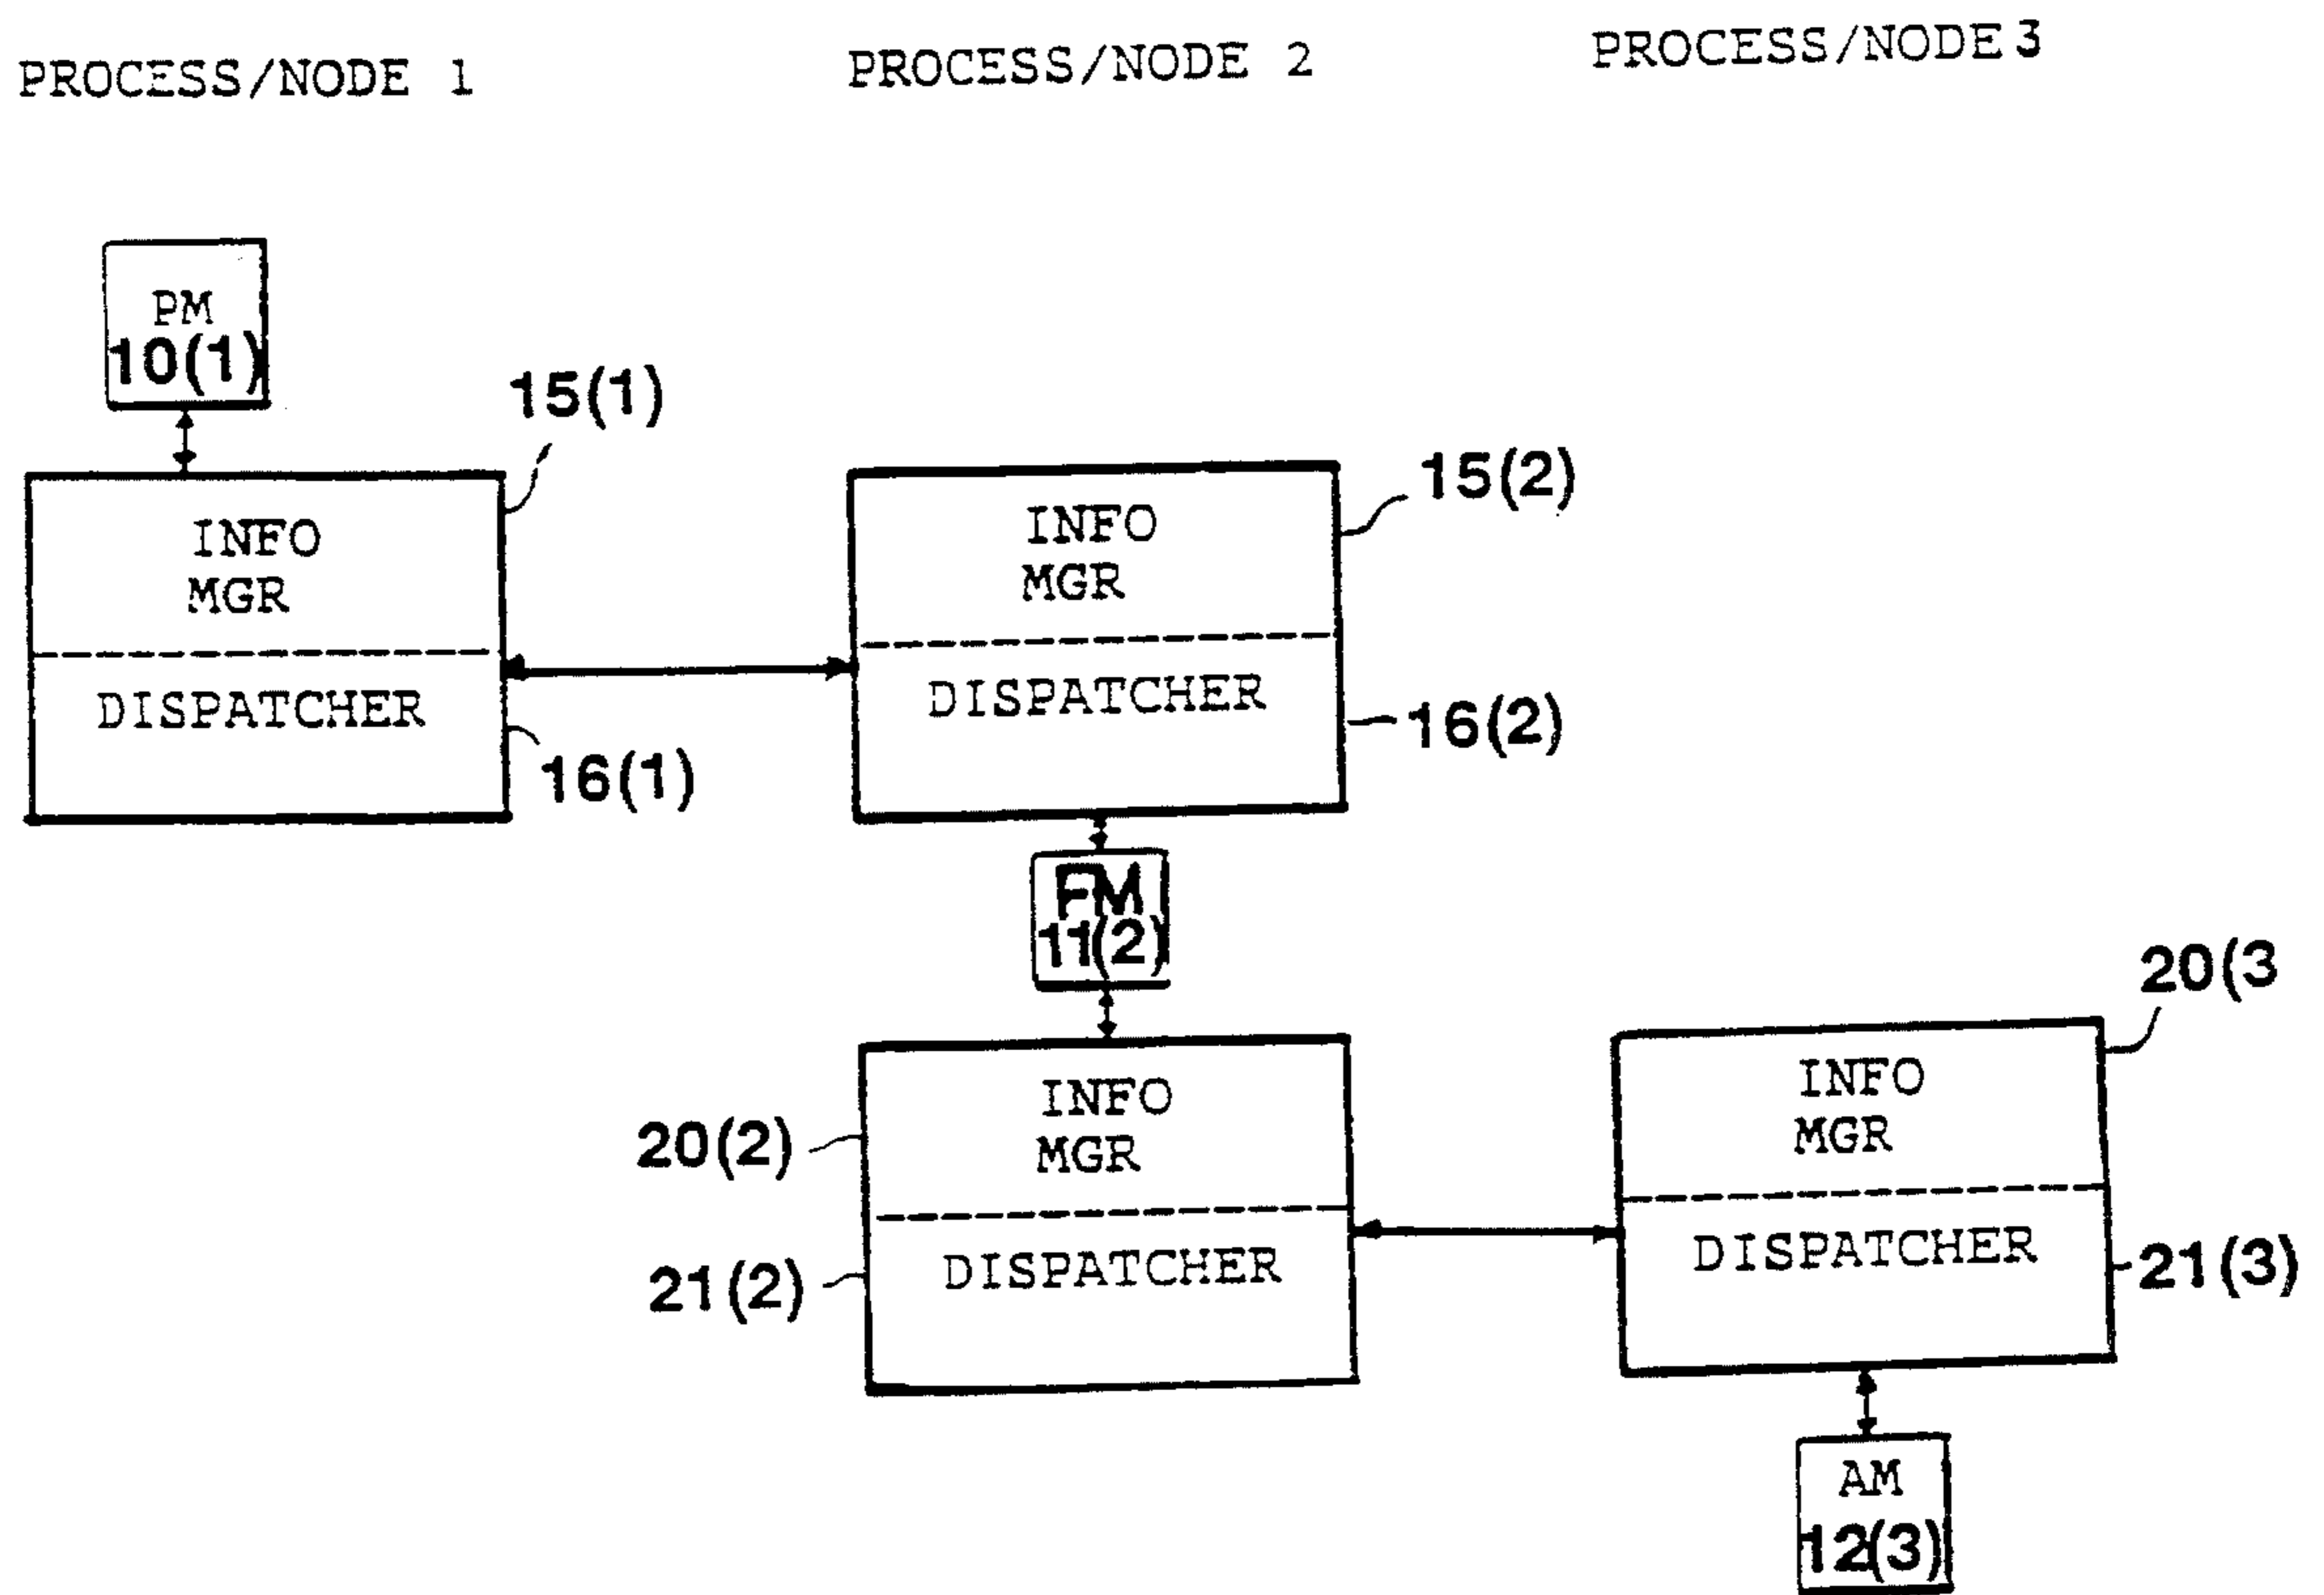 PROCESS/NODE 1
PROCESS/NODE 2
PROCESS/NODE 3
PM
10(1)
15(1)
INFO
MGR
DISPATCHER
16(1)
15(2)
INFO
MGR
DISPATCHER
16(2)
FM
11(2)
20(2)
INFO
MGR
21(2)
DISPATCHER
20(3
INFO
MGR
DISPATCHER
21(3)
AM
12(3)